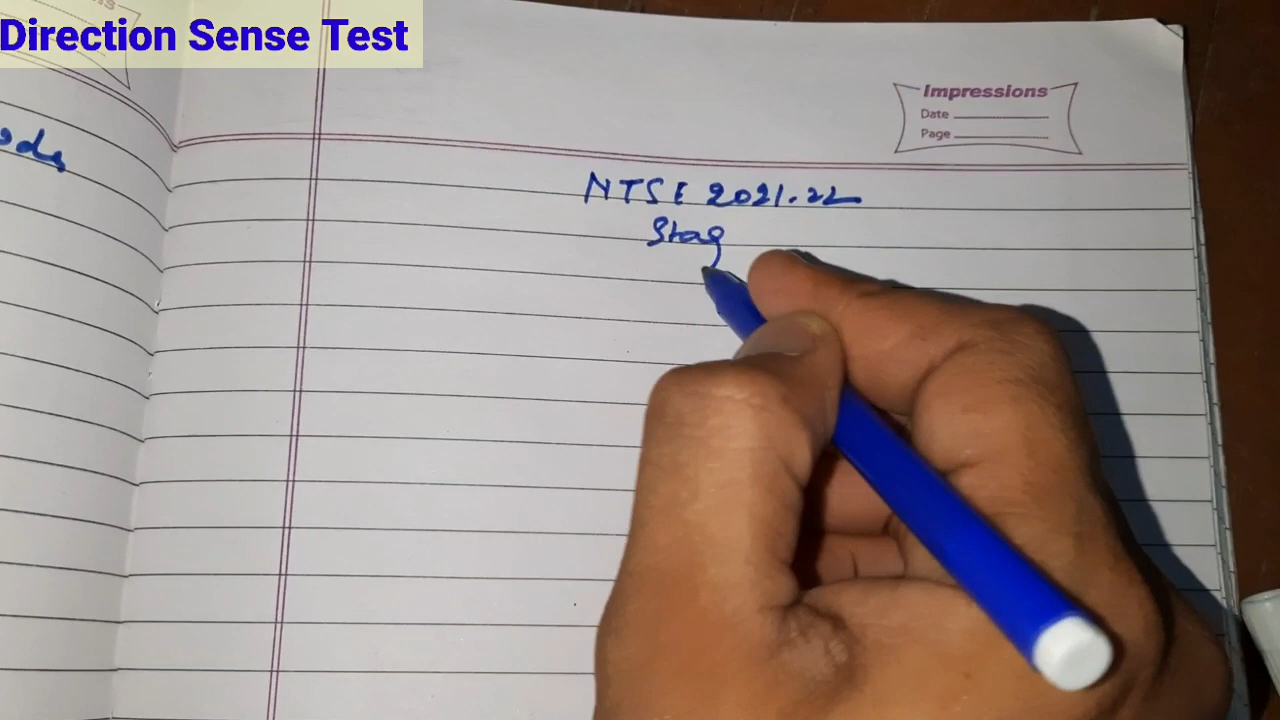 Direction Sense Test
Impressions
Date
Page
NTSE 2021.22
Stag